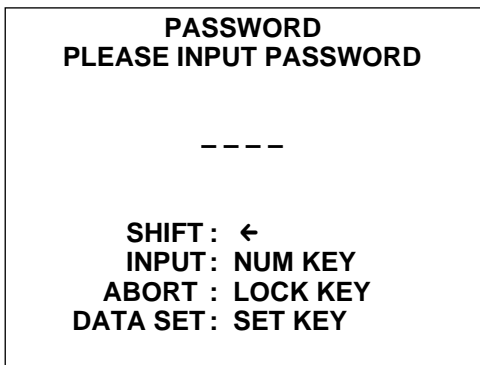 PASSWORD
PLEASE INPUT PASSWORD
_ _ _ _
SHIFT : ←
INPUT : NUM KEY
ABORT : LOCK KEY
DATA SET : SET KEY